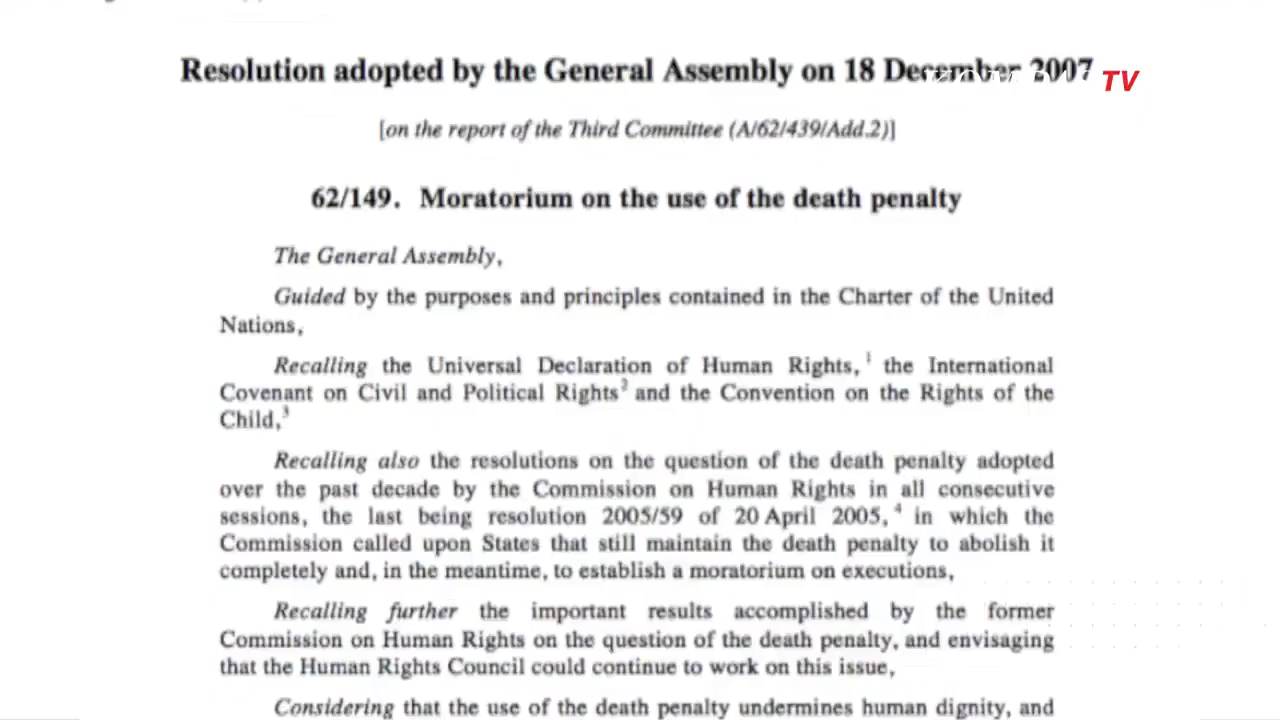 Resolution adopted by the General Assembly on 18 December 2007
TV
[on the report of the Third Committee (A/62/439/Add.2)]
62/149. Moratorium on the use of the death penalty
The General Assembly,
Guided by the purposes and principles contained in the Charter of the United
Nations,
Recalling the Universal Declaration of Human Rights,¹ the International
Covenant on Civil and Political Rights² and the Convention on the Rights of the
Child,³
Recalling also the resolutions on the question of the death penalty adopted
over the past decade by the Commission on Human Rights in all consecutive
sessions, the last being resolution 2005/59 of 20 April 2005,⁴ in which the
Commission called upon States that still maintain the death penalty to abolish it
completely and, in the meantime, to establish a moratorium on executions,
Recalling further the important results accomplished by the former
Commission on Human Rights on the question of the death penalty, and envisaging
that the Human Rights Council could continue to work on this issue,
Considering that the use of the death penalty undermines human dignity, and